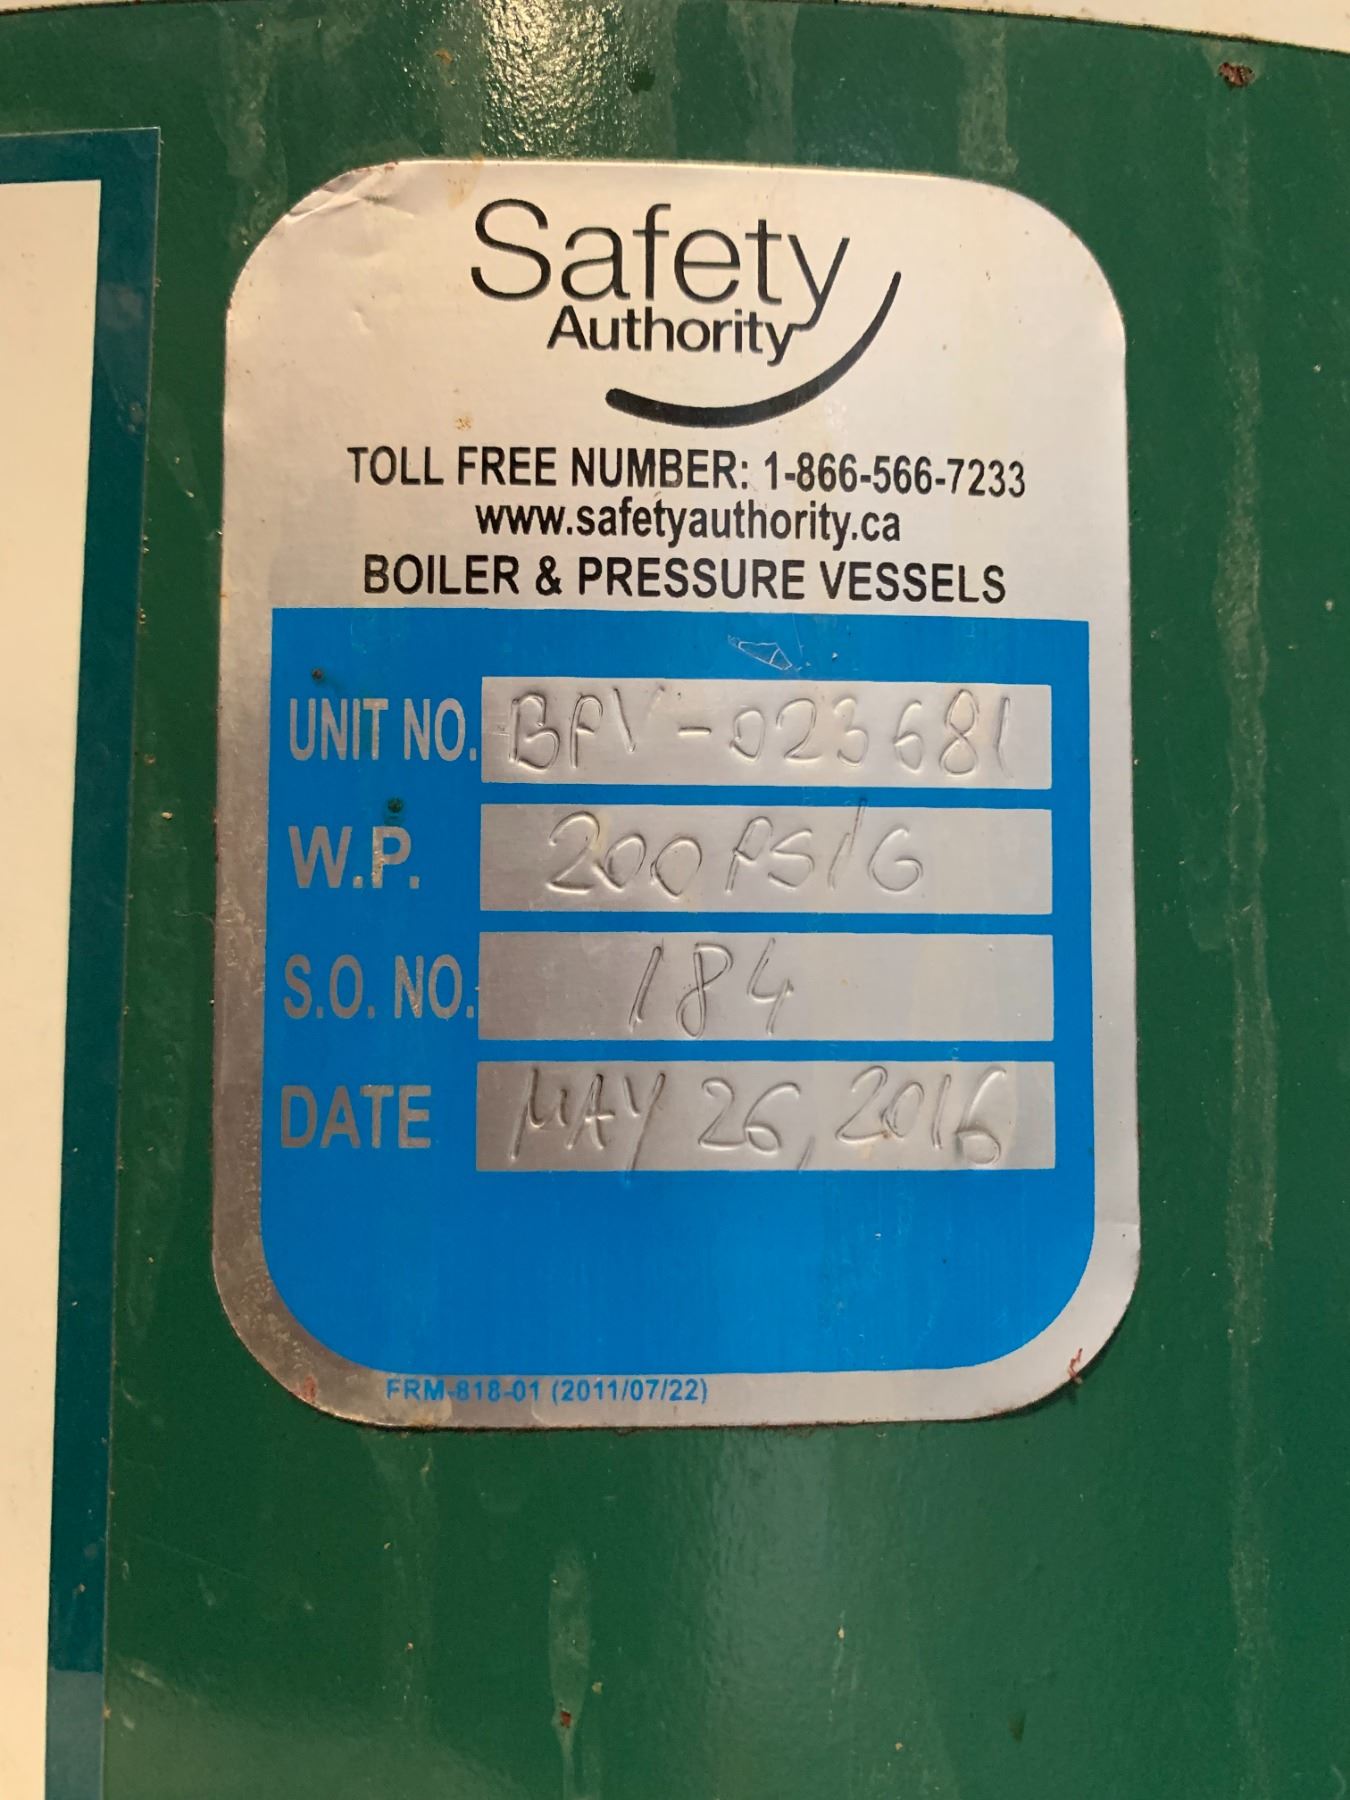 Safety
Authority
TOLL FREE NUMBER: 1-866-566-7233
www.safetyauthority.ca
BOILER & PRESSURE VESSELS
UNIT NO. BPV-023681
W.P. 200 PSIG
S.O. NO. 184
DATE MAY 26, 2016
FRM-818-01 (2011/07/22)